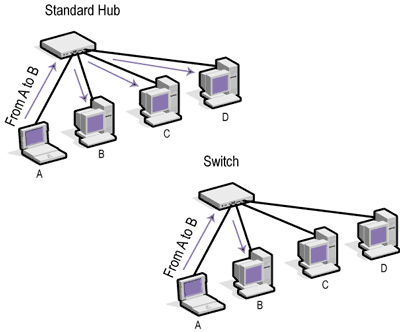 Standard Hub
From A to B
A
B
C
D
Switch
From A to B
A
B
C
D